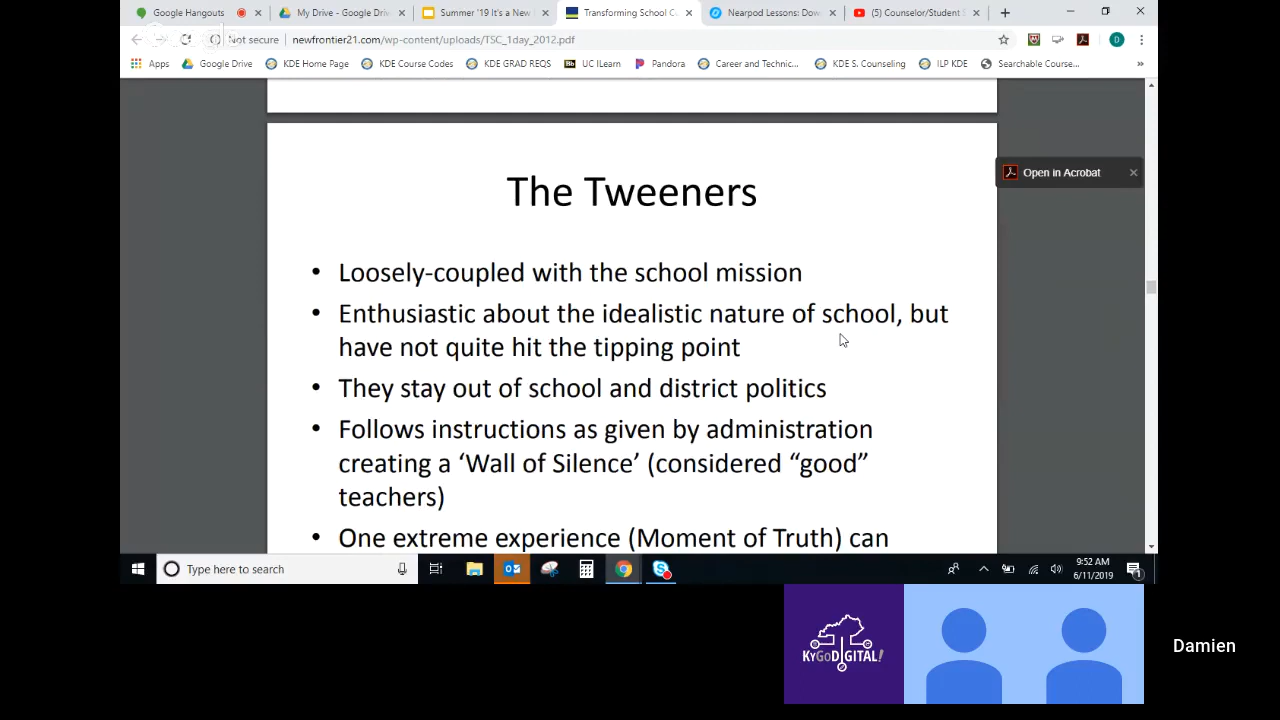 Google Hangouts
My Drive - Google Driv
Summer '19 It's a New
Transforming School Cu
Nearpod Lessons: Dow
(5) Counselor/Student S
Not secure newfrontier21.com/wp-content/uploads/TSC_1day_2012.pdf
D
Apps Google Drive KDE Home Page KDE Course Codes KDE GRAD REQS Bb UC ILearn Pandora Career and Technic... KDE S. Counseling ILP KDE Searchable Course... »
Open in Acrobat
The Tweeners
• Loosely-coupled with the school mission
• Enthusiastic about the idealistic nature of school, but
have not quite hit the tipping point
• They stay out of school and district politics
• Follows instructions as given by administration
creating a ‘Wall of Silence’ (considered “good”
teachers)
• One extreme experience (Moment of Truth) can
Type here to search
9:52 AM
6/11/2019
1
KYGODIGITAL!
Damien